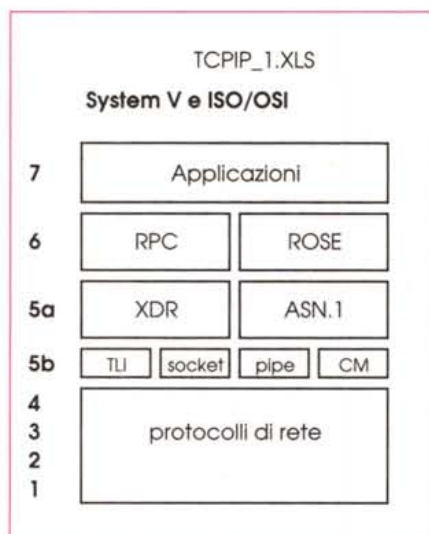 TCPIP_1.XLS
System V e ISO/OSI
7 Applicazioni
6 RPC ROSE
5a XDR ASN.1
5b TLI socket pipe CM
4
3 protocolli di rete
2
1